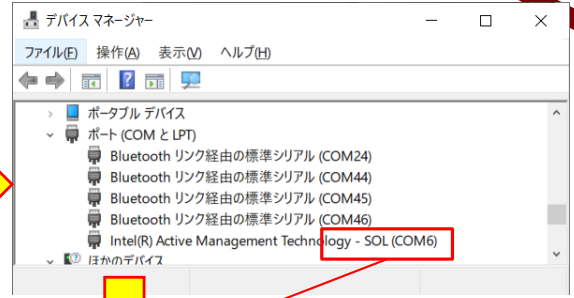 デバイス マネージャー
ファイル(F) 操作(A) 表示(V) ヘルプ(H)
ポータブル デバイス
ポート (COM と LPT)
Bluetooth リンク経由の標準シリアル (COM24)
Bluetooth リンク経由の標準シリアル (COM44)
Bluetooth リンク経由の標準シリアル (COM45)
Bluetooth リンク経由の標準シリアル (COM46)
Intel(R) Active Management Technology - SOL (COM6)
ほかのデバイス